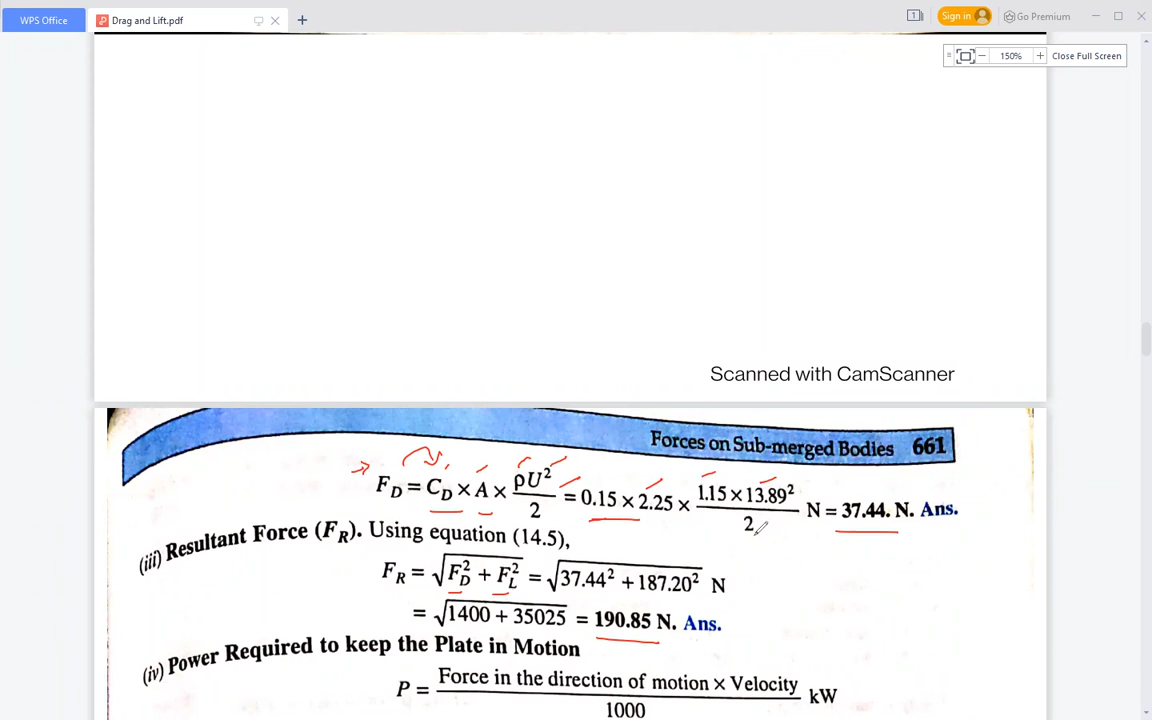 WPS Office
Drag and Lift.pdf
1
Sign in
Go Premium
150%
Close Full Screen
Scanned with CamScanner
Forces on Sub-merged Bodies 661
F_D = C_D × A × ρU²/2 = 0.15 × 2.25 × 1.15 × 13.89²/2 N = 37.44. N. Ans.
(iii) Resultant Force (F_R). Using equation (14.5),
F_R = √F_D² + F_L² = √37.44² + 187.20² N
= √1400 + 35025 = 190.85 N. Ans.
(iv) Power Required to keep the Plate in Motion
P = Force in the direction of motion × Velocity/1000 kW